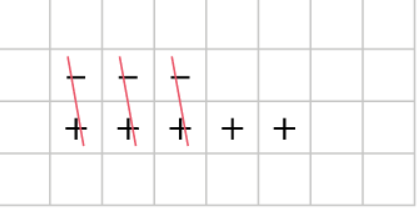 − − −
+ + + + +